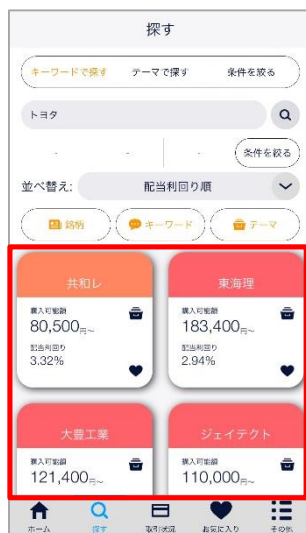 探す
キーワードで探す テーマで探す 条件を絞る
トヨタ
- - - 条件を絞る
並べ替え: 配当利回り順
銘柄 キーワード テーマ
共和レ 東海理
購入可能額 購入可能額
80,500円~ 183,400円~
配当利回り 配当利回り
3.32% 2.94%
大豊工業 ジェイテクト
購入可能額 購入可能額
121,400円~ 110,000円~
ホーム 探す 取引状況 お気に入り その他